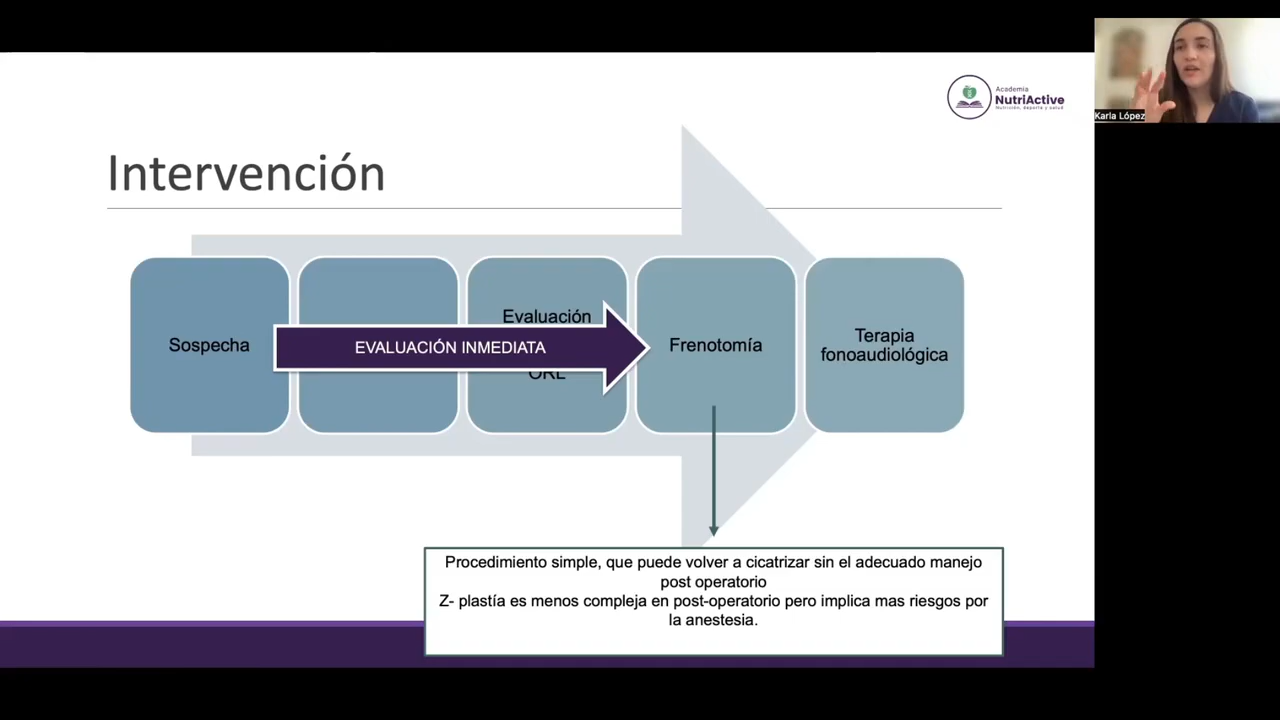 Academia
NutriActive
Nutrición, deporte y salud
Karla López
Intervención
Sospecha
EVALUACIÓN INMEDIATA
Evaluación
ORL
Frenotomía
Terapia
fonoaudiológica
Procedimiento simple, que puede volver a cicatrizar sin el adecuado manejo
post operatorio
Z- plastía es menos compleja en post-operatorio pero implica mas riesgos por
la anestesia.